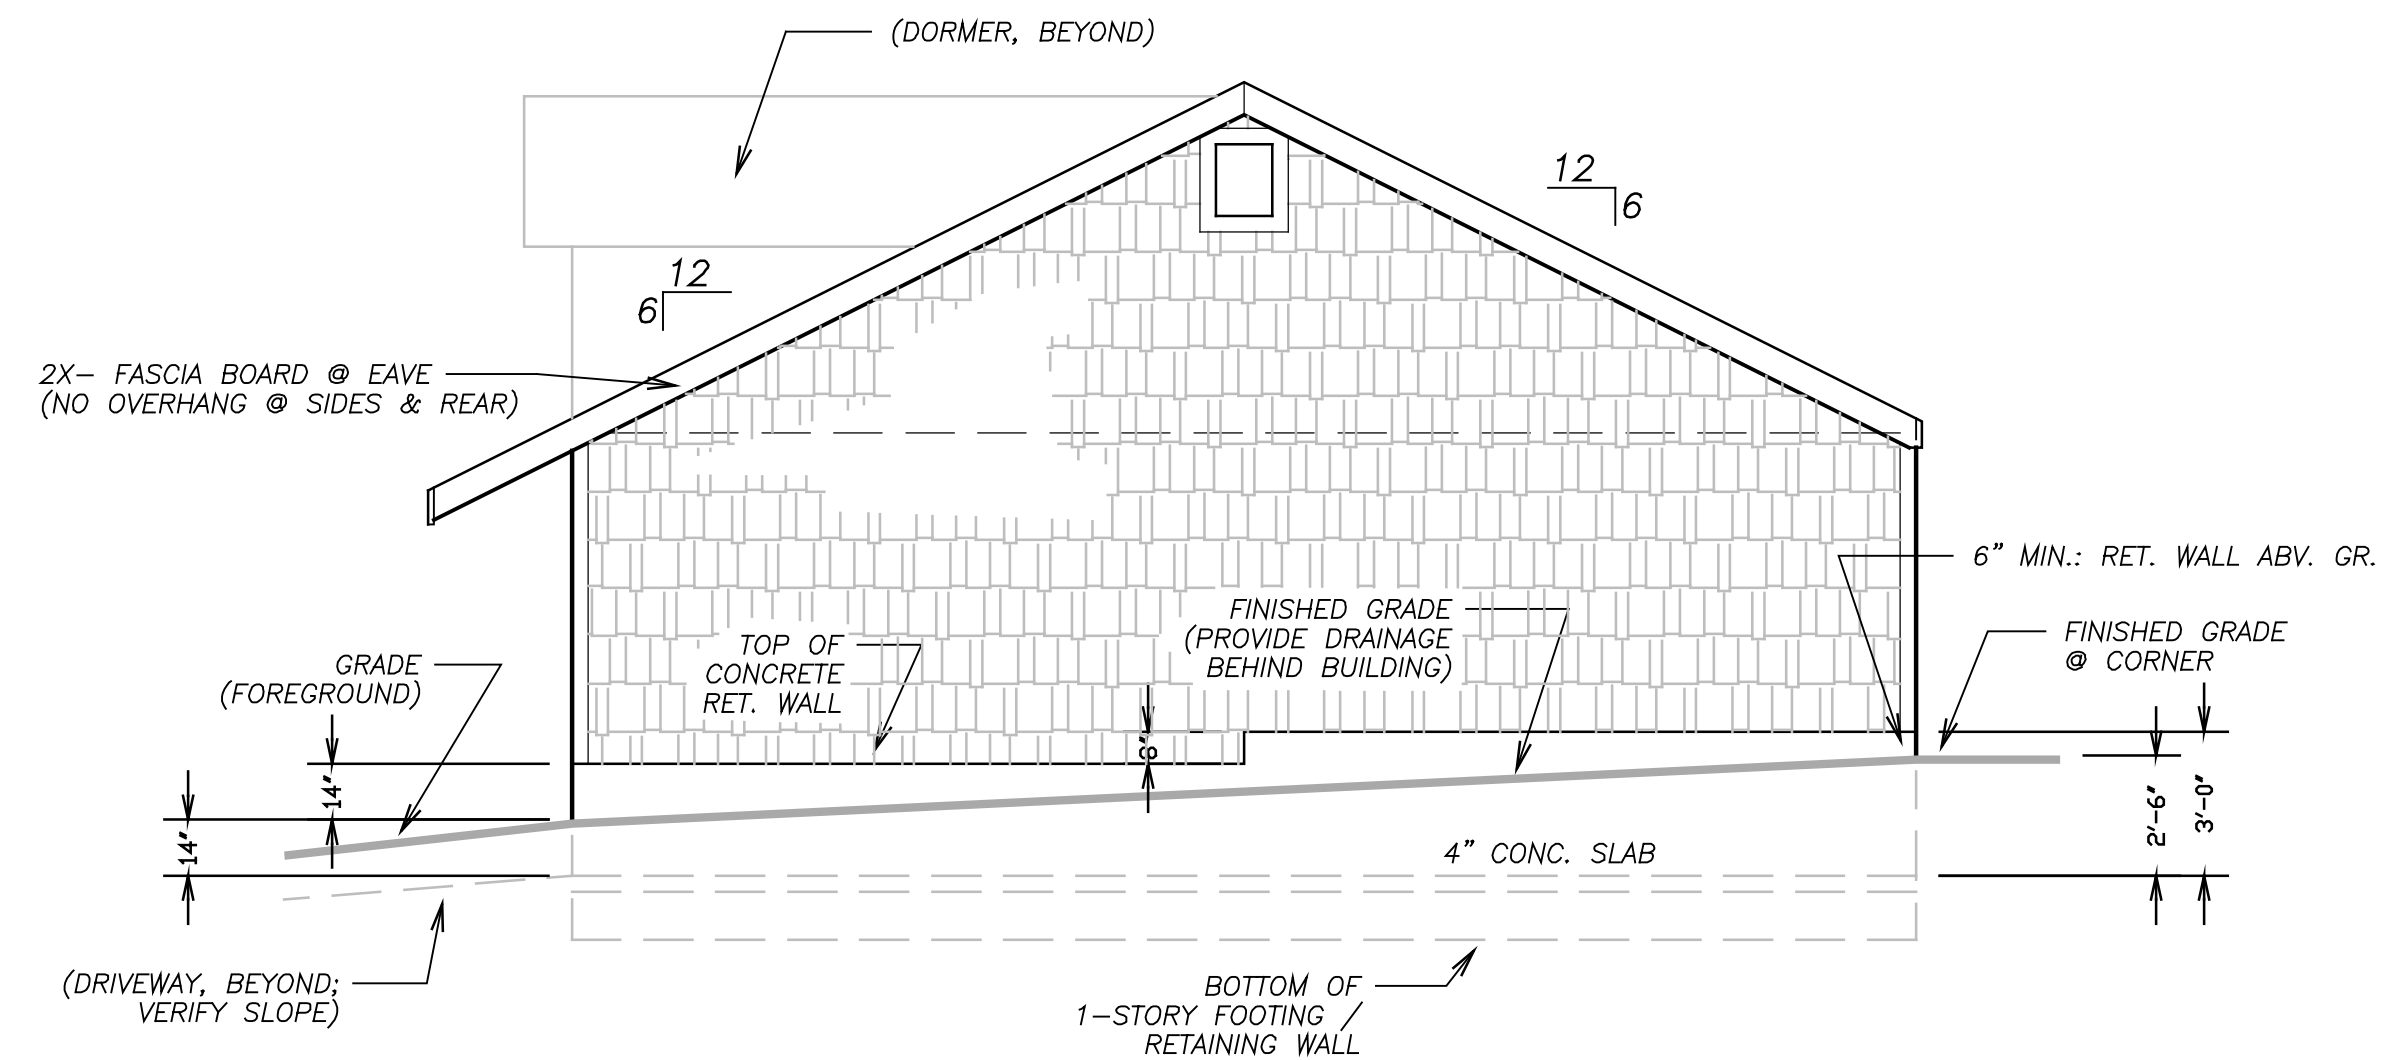 (DORMER, BEYOND)
12
6
12
6
2X- FASCIA BOARD @ EAVE
(NO OVERHANG @ SIDES & REAR)
6" MIN.: RET. WALL ABV. GR.
FINISHED GRADE
(PROVIDE DRAINAGE
BEHIND BUILDING)
TOP OF
CONCRETE
RET. WALL
FINISHED GRADE
@ CORNER
GRADE
(FOREGROUND)
8"
14"
14"
2'-6"
3'-0"
4" CONC. SLAB
(DRIVEWAY, BEYOND;
VERIFY SLOPE)
BOTTOM OF
1-STORY FOOTING /
RETAINING WALL